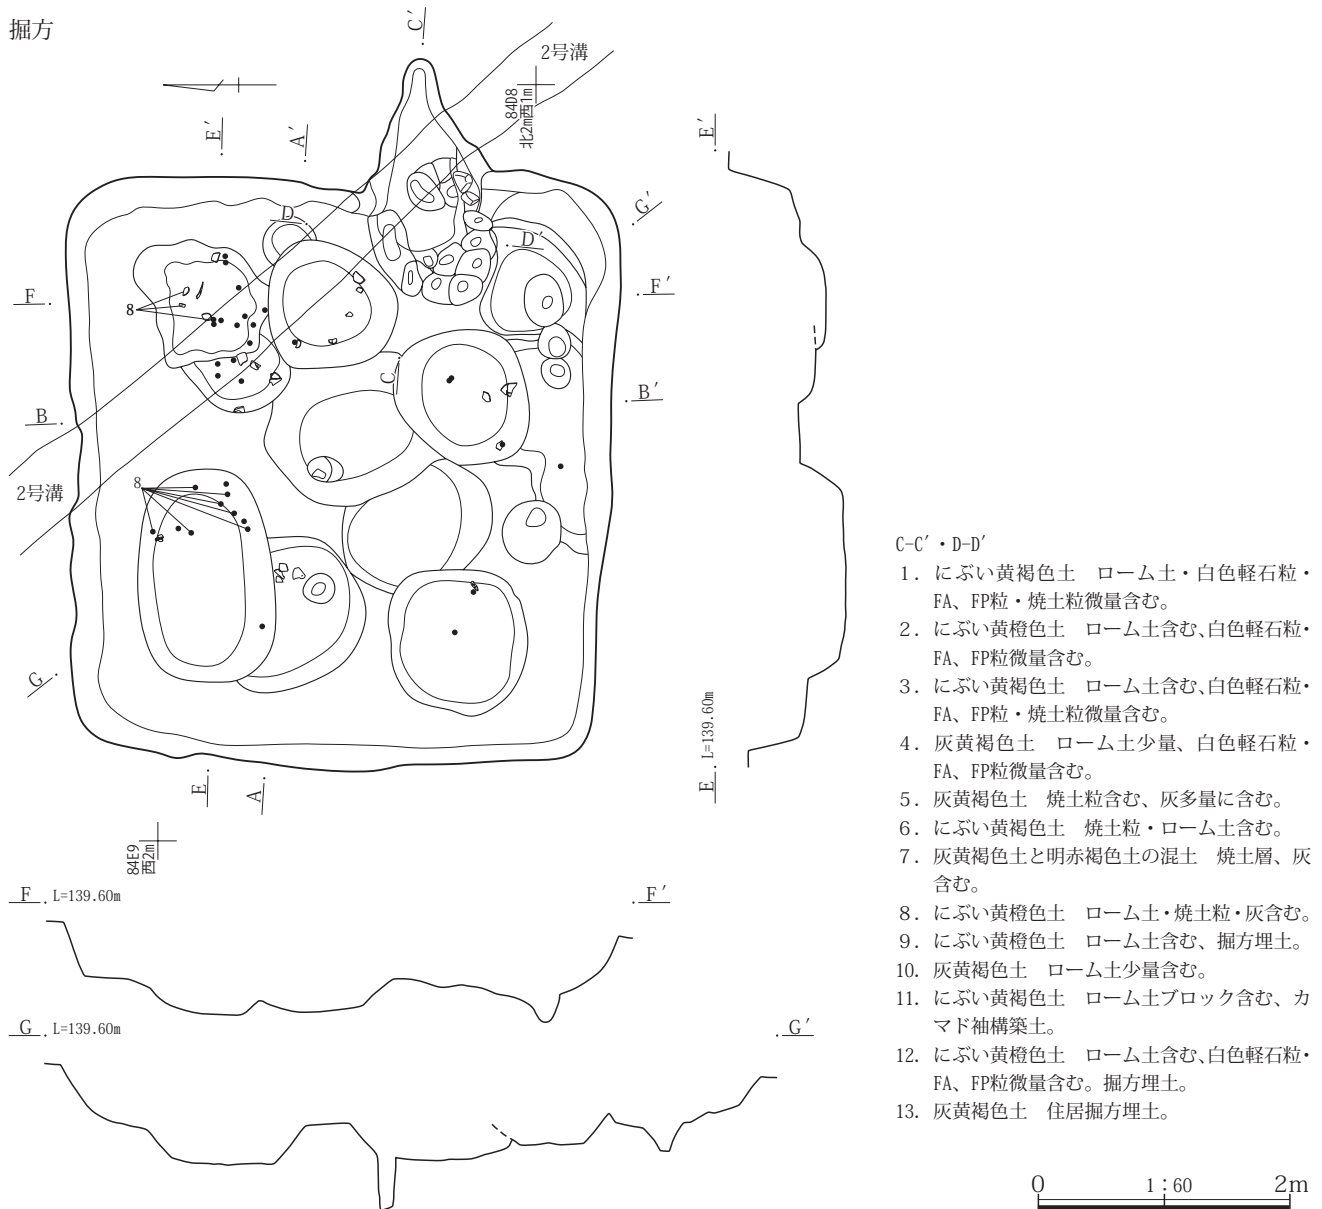 掘方
C′
2号溝
84D8
北2m西1m
E′
A′
E′
D
G′
D′
F
F′
8
C
B
B′
8
2号溝
G
E
A
E L=139.60m
84E9
西2m
F L=139.60m
F′
G L=139.60m
G′
C-C′・D-D′
1. にぶい黄褐色土　ローム土・白色軽石粒・
FA、FP粒・焼土粒微量含む。
2. にぶい黄橙色土　ローム土含む、白色軽石粒・
FA、FP粒微量含む。
3. にぶい黄褐色土　ローム土含む、白色軽石粒・
FA、FP粒・焼土粒微量含む。
4. 灰黄褐色土　ローム土少量、白色軽石粒・
FA、FP粒微量含む。
5. 灰黄褐色土　焼土粒含む、灰多量に含む。
6. にぶい黄褐色土　焼土粒・ローム土含む。
7. 灰黄褐色土と明赤褐色土の混土　焼土層、灰
含む。
8. にぶい黄橙色土　ローム土・焼土粒・灰含む。
9. にぶい黄橙色土　ローム土含む、掘方埋土。
10. 灰黄褐色土　ローム土少量含む。
11. にぶい黄褐色土　ローム土ブロック含む、カ
マド袖構築土。
12. にぶい黄橙色土　ローム土含む、白色軽石粒・
FA、FP粒微量含む。掘方埋土。
13. 灰黄褐色土　住居掘方埋土。
0 1：60 2m